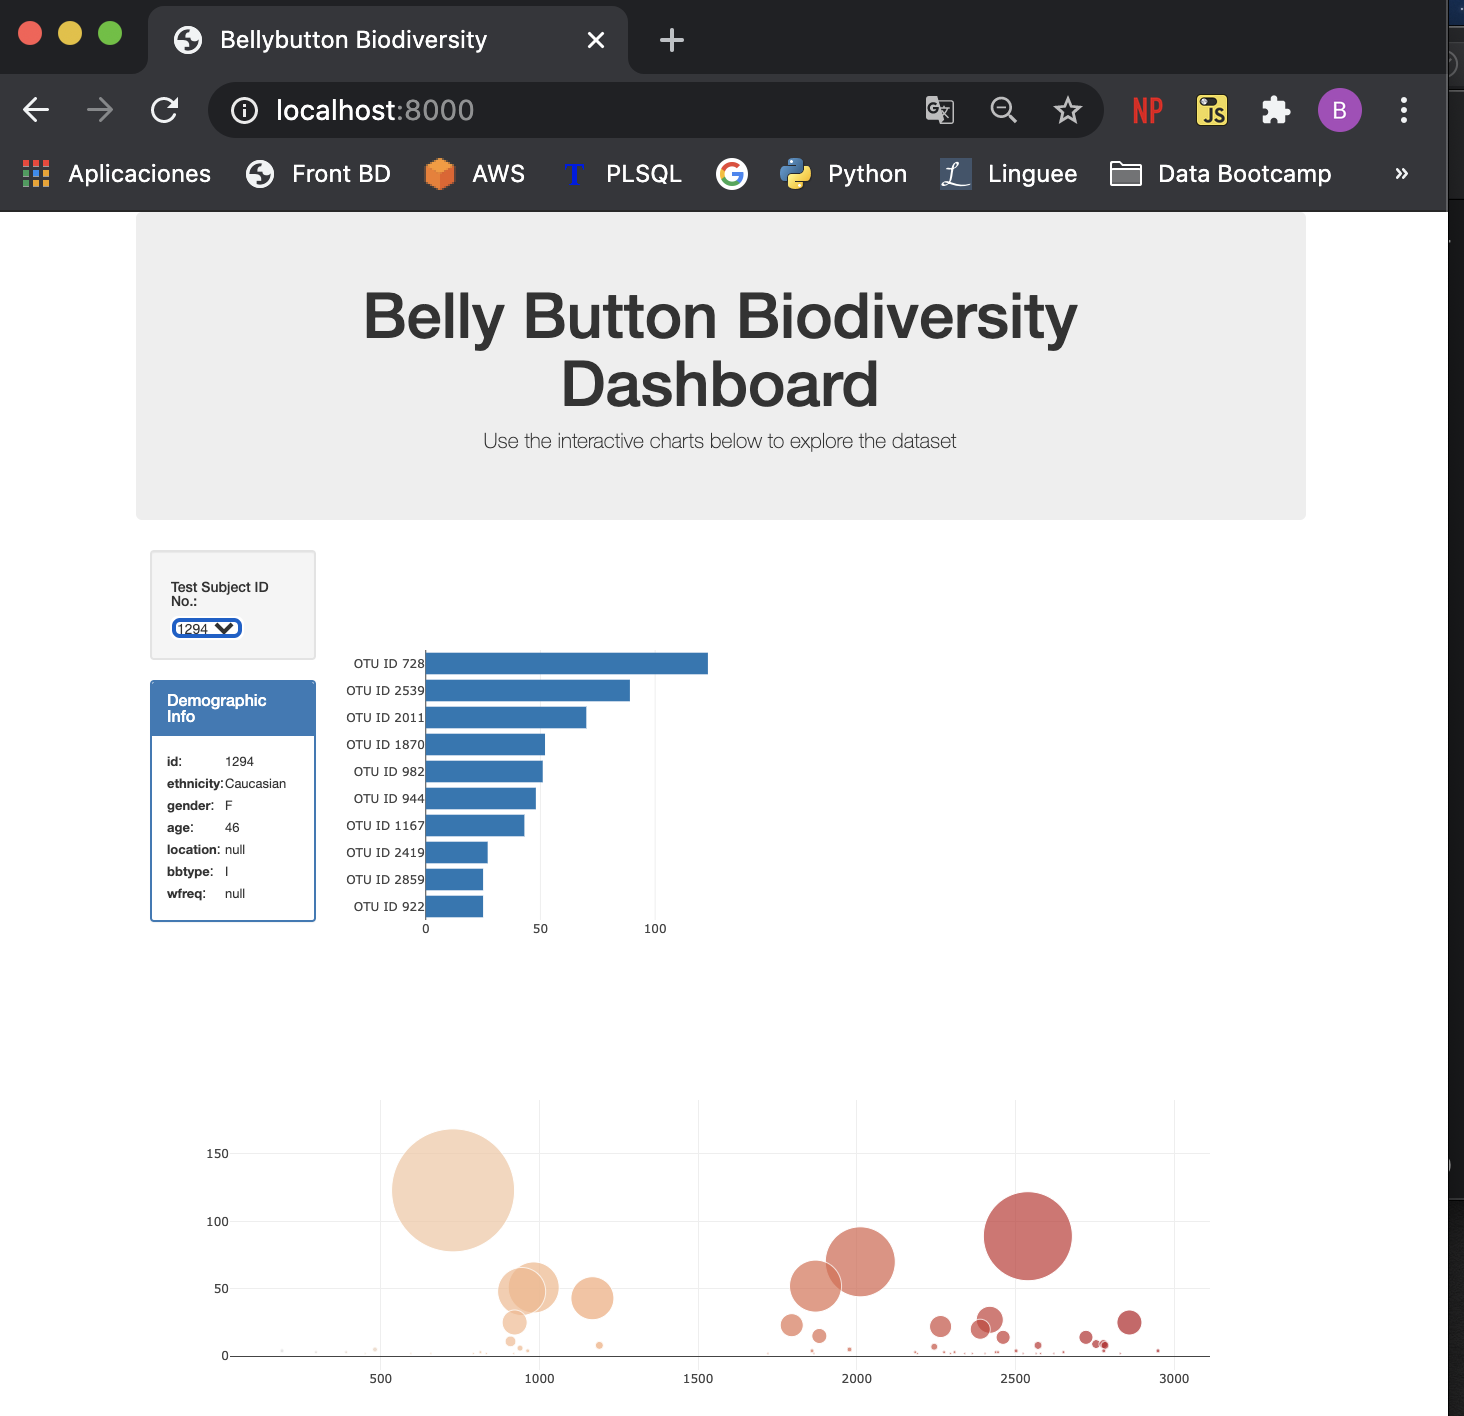 Bellybutton Biodiversity
localhost:8000
NP
JS
B
Aplicaciones
Front BD
AWS
T PLSQL
G
Python
L Linguee
Data Bootcamp
»
Belly Button Biodiversity
Dashboard
Use the interactive charts below to explore the dataset
Test Subject ID
No.:
1294
Demographic
Info
id: 1294
ethnicity: Caucasian
gender: F
age: 46
location: null
bbtype: I
wfreq: null
OTU ID 728
OTU ID 2539
OTU ID 2011
OTU ID 1870
OTU ID 982
OTU ID 944
OTU ID 1167
OTU ID 2419
OTU ID 2859
OTU ID 922
0 50 100
150
100
50
0
500 1000 1500 2000 2500 3000